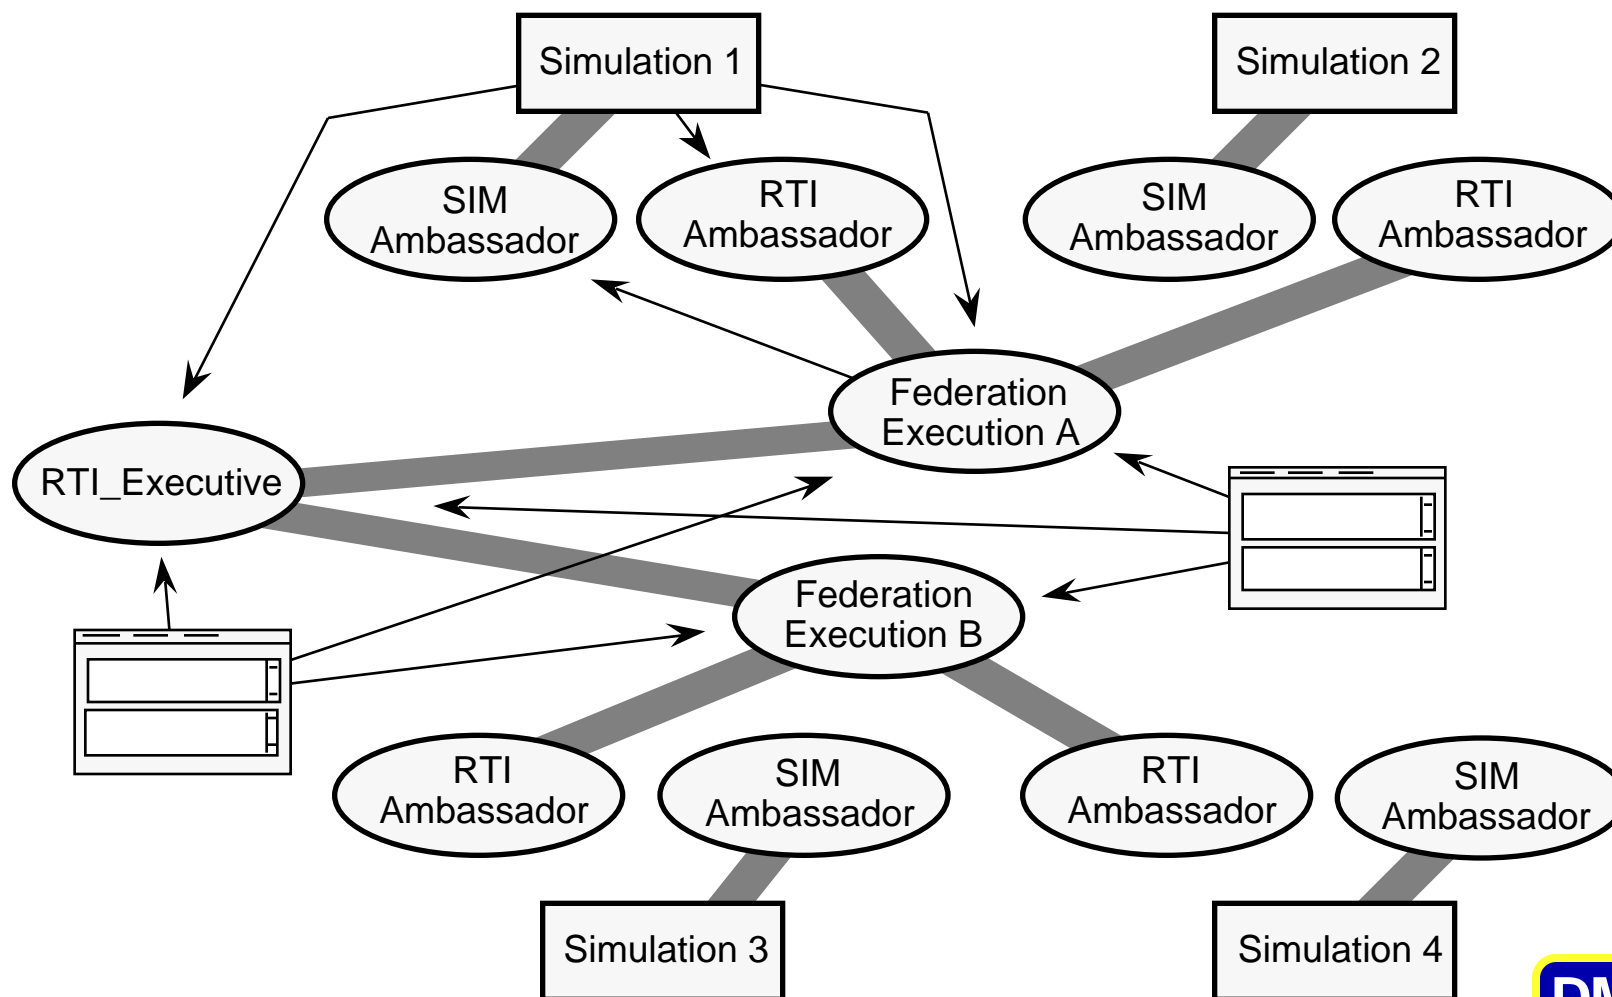 Simulation 1
Simulation 2
SIM
Ambassador
RTI
Ambassador
SIM
Ambassador
RTI
Ambassador
Federation
Execution A
RTI_Executive
Federation
Execution B
RTI
Ambassador
SIM
Ambassador
RTI
Ambassador
SIM
Ambassador
Simulation 3
Simulation 4